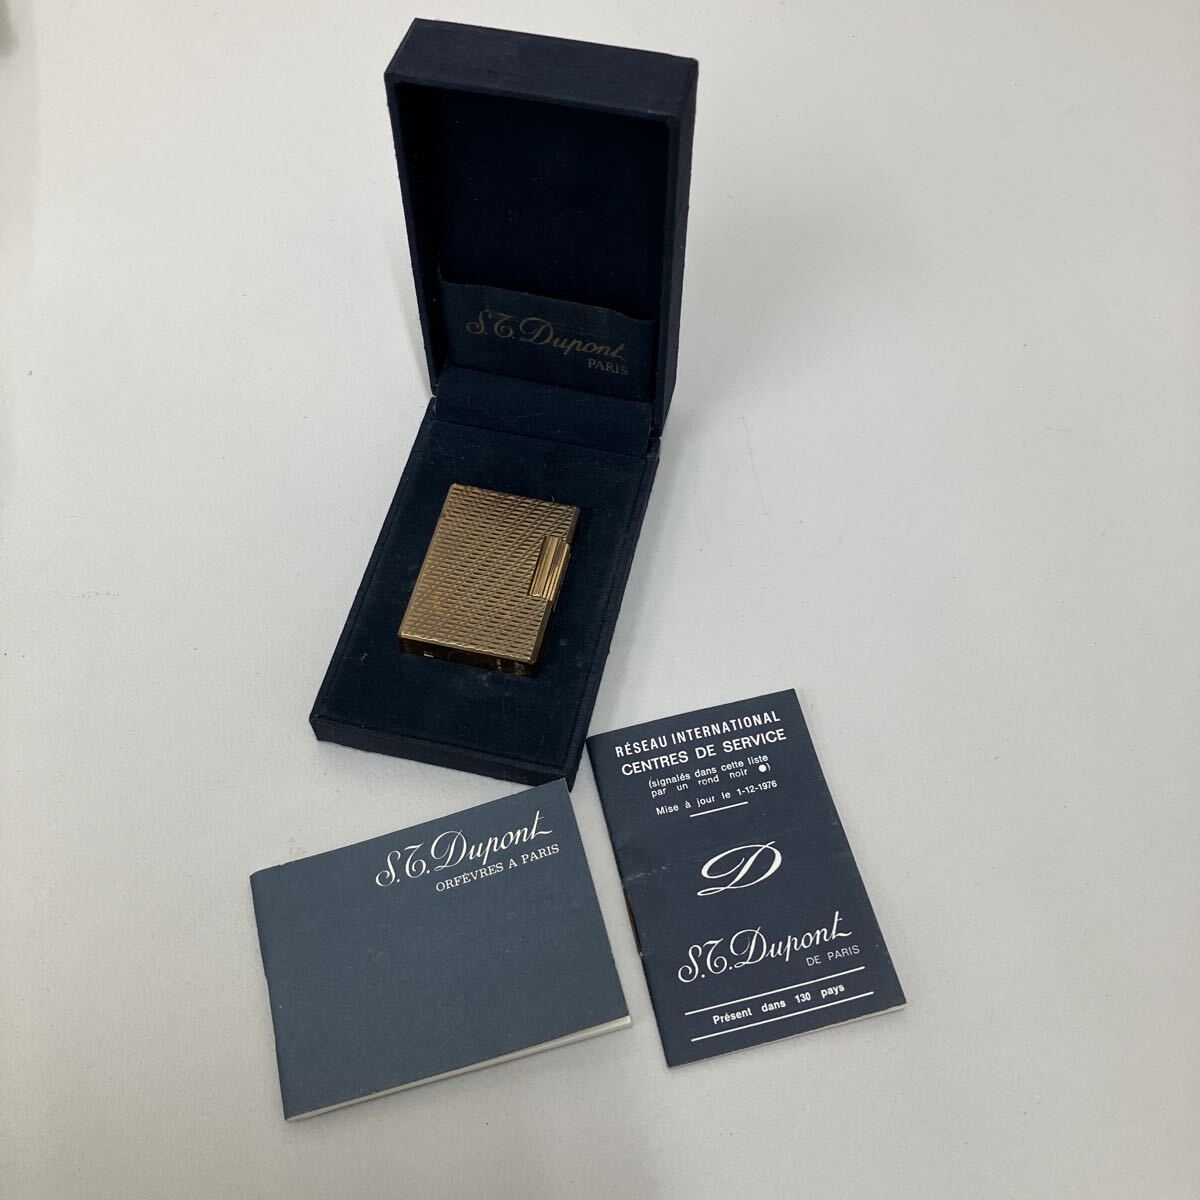 S.T. Dupont
PARIS
S.T. Dupont
ORFÈVRES A PARIS
RÉSEAU INTERNATIONAL
CENTRES DE SERVICE
(signalés dans cette liste
par un rond noir ●)
Mise à jour le 1-12-1976
D
S.T. Dupont
DE PARIS
Présent dans 130 pays